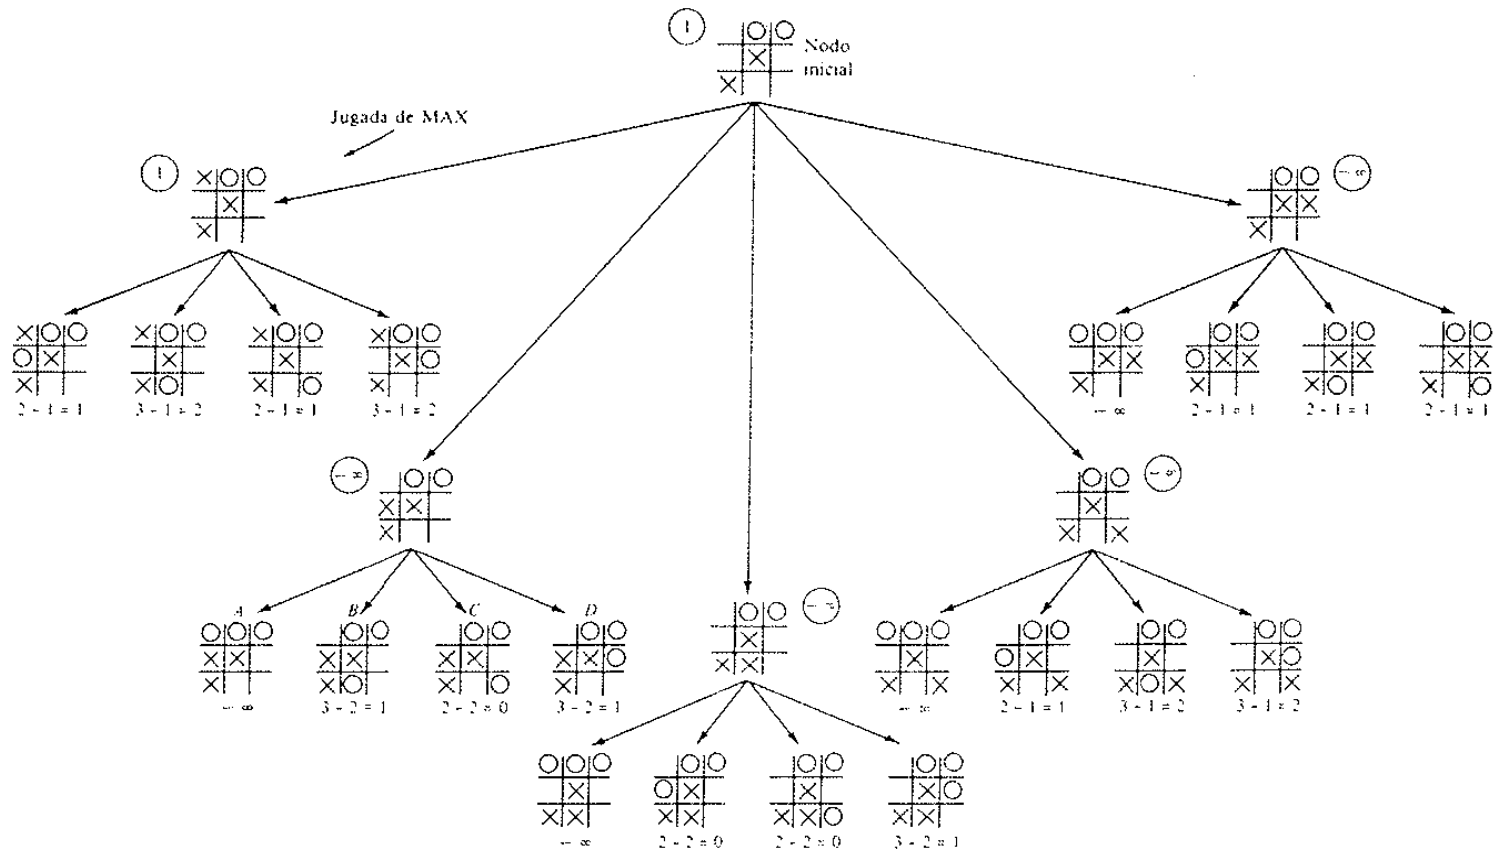 1
Nodo
inicial
Jugada de MAX
1
- ∞
2 - 1 = 1
3 - 1 = 2
2 - 1 = 1
3 - 1 = 2
- ∞
2 - 1 = 1
2 - 1 = 1
2 - 1 = 1
- ∞
- ∞
A
B
C
D
- ∞
3 - 2 = 1
2 - 2 = 0
3 - 2 = 1
- ∞
- ∞
2 - 1 = 1
3 - 1 = 2
3 - 1 = 2
- ∞
2 - 2 = 0
2 - 2 = 0
3 - 2 = 1